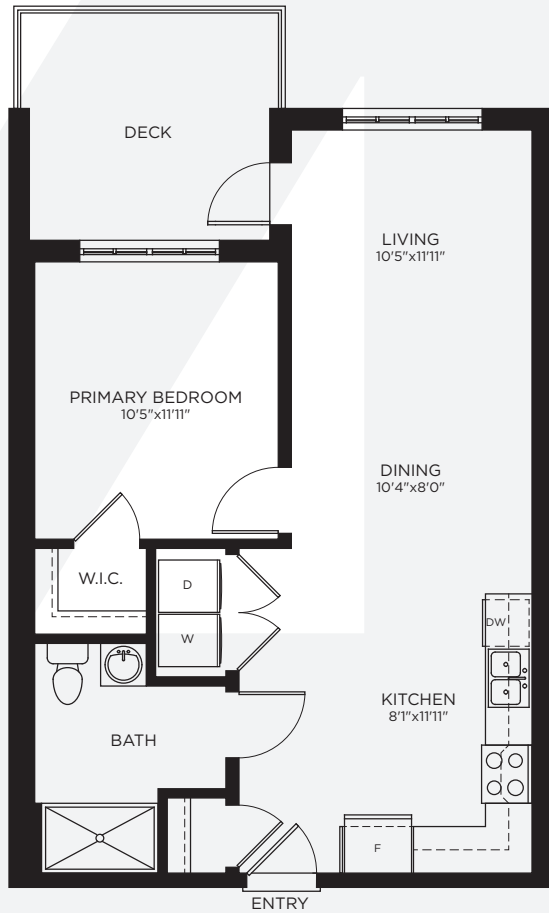 DECK
LIVING
10'5"x11'11"
PRIMARY BEDROOM
10'5"x11'11"
DINING
10'4"x8'0"
W.I.C.
D
W
DW
KITCHEN
8'1"x11'11"
BATH
F
ENTRY